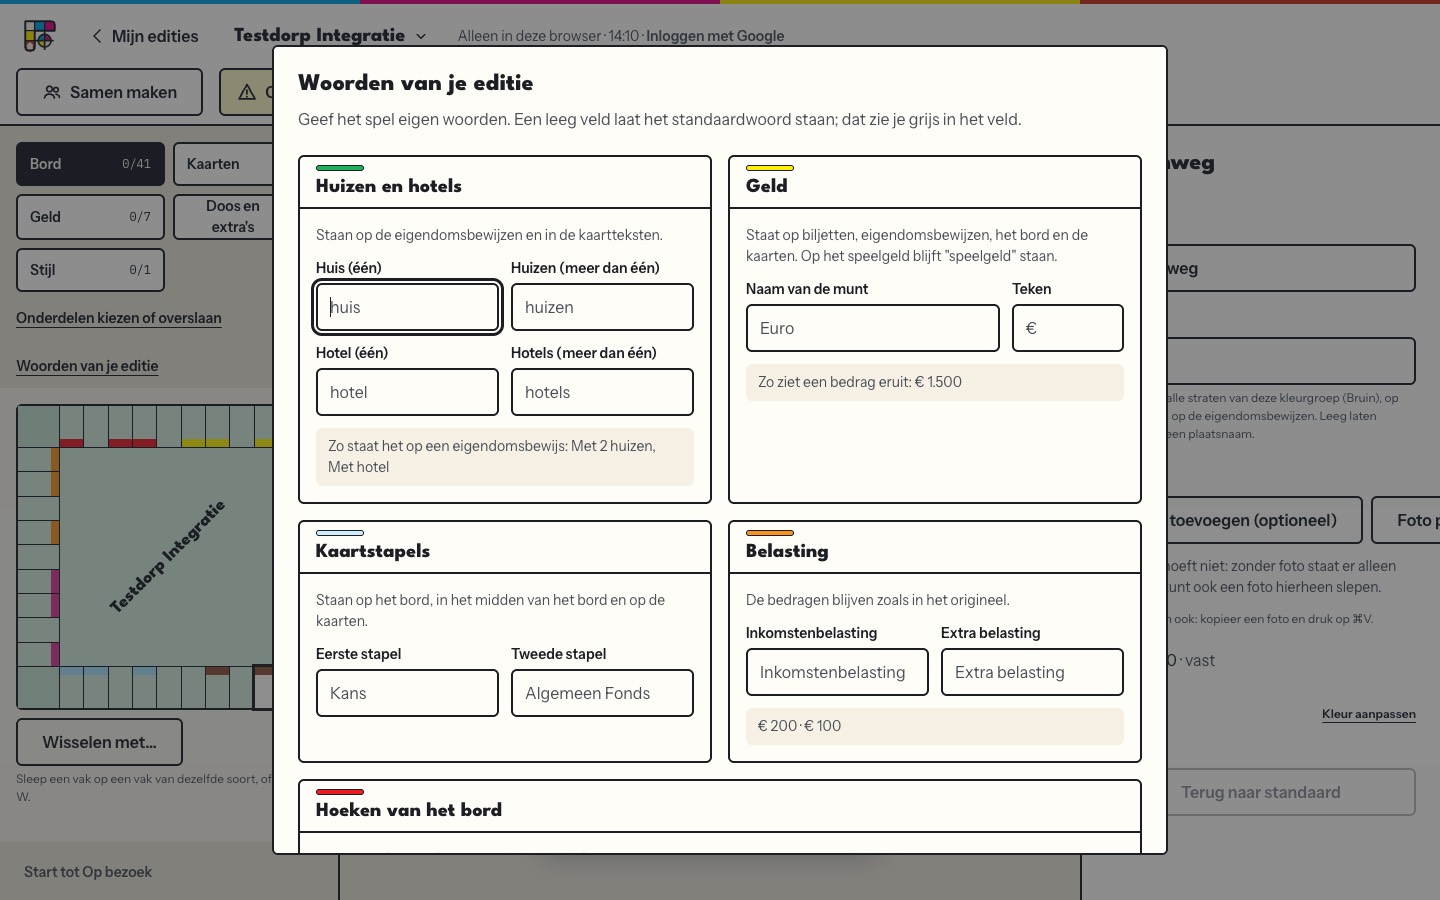 Mijn edities
Testdorp Integratie
Alleen in deze browser · 14:10 · Inloggen met Google
Samen maken
Bord 0/41
Kaarten
Geld 0/7
Doos en extra's
Stijl 0/1
Onderdelen kiezen of overslaan
Woorden van je editie
Testdorp Integratie
Wisselen met...
Sleep een vak op een vak van dezelfde soort, of
W.
Start tot Op bezoek
Woorden van je editie
Geef het spel eigen woorden. Een leeg veld laat het standaardwoord staan; dat zie je grijs in het veld.
Huizen en hotels
Staan op de eigendomsbewijzen en in de kaartteksten.
Huis (één)
Huizen (meer dan één)
huis
huizen
Hotel (één)
Hotels (meer dan één)
hotel
hotels
Zo staat het op een eigendomsbewijs: Met 2 huizen,
Met hotel
Geld
Staat op biljetten, eigendomsbewijzen, het bord en de
kaarten. Op het speelgeld blijft "speelgeld" staan.
Naam van de munt
Teken
Euro
€
Zo ziet een bedrag eruit: € 1.500
Kaartstapels
Staan op het bord, in het midden van het bord en op de
kaarten.
Eerste stapel
Tweede stapel
Kans
Algemeen Fonds
Belasting
De bedragen blijven zoals in het origineel.
Inkomstenbelasting
Extra belasting
Inkomstenbelasting
Extra belasting
€ 200 · € 100
Hoeken van het bord
weg
weg
alle straten van deze kleurgroep (Bruin), op
op de eigendomsbewijzen. Leeg laten
een plaatsnaam.
toevoegen (optioneel)
Foto
hoeft niet: zonder foto staat er alleen
unt ook een foto hierheen slepen.
ook: kopieer een foto en druk op ⌘V.
0 · vast
Kleur aanpassen
Terug naar standaard